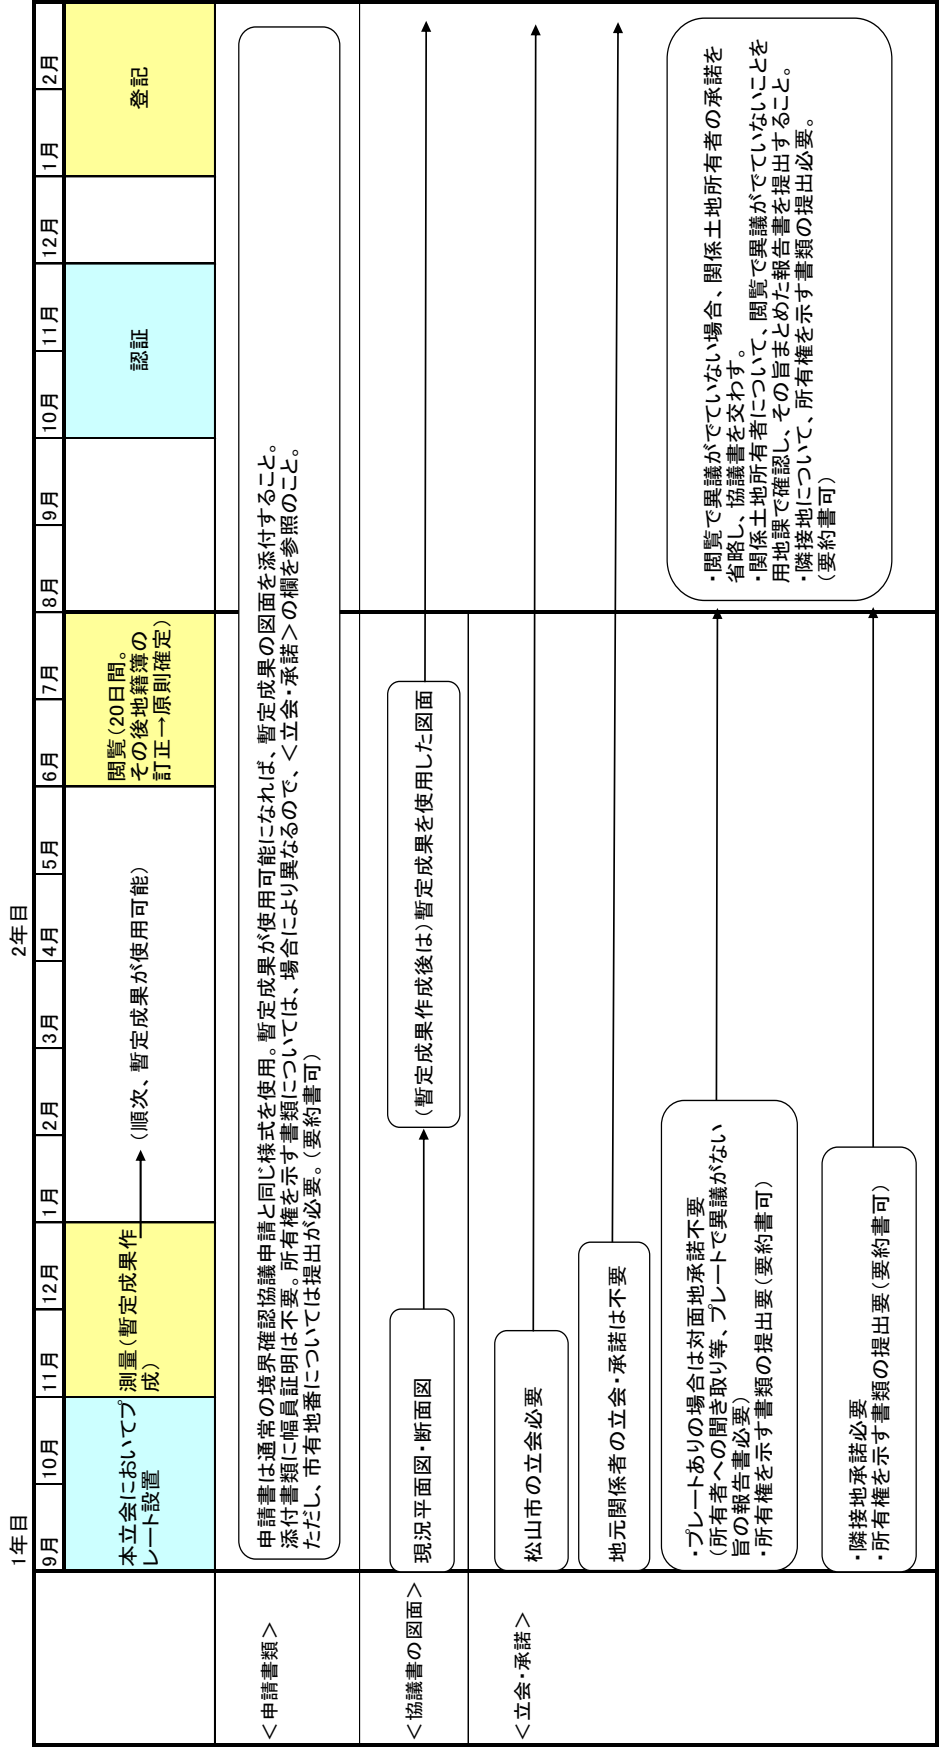 1年目
2年目
9月
10月
11月
12月
1月
2月
3月
4月
5月
6月
7月
8月
9月
10月
11月
12月
1月
2月
本立会においてプ
レート設置
測量(暫定成果作
成)
(順次、暫定成果が使用可能)
閲覧(20日間。
その後地籍簿の
訂正→原則確定)
認証
登記
<申請書類>
申請書は通常の境界確認協議申請と同じ様式を使用。暫定成果が使用可能になれば、暫定成果の図面を添付すること。
添付書類に幅員証明は不要。所有権を示す書類については、場合により異なるので、<立会・承諾>の欄を参照のこと。
ただし、市有地番については提出が必要。(要約書可)
<協議書の図面>
現況平面図・断面図
(暫定成果作成後は)暫定成果を使用した図面
<立会・承諾>
松山市の立会必要
地元関係者の立会・承諾は不要
・プレートありの場合は対面地承諾不要
(所有者への聞き取り等、プレートで異議がない
旨の報告書必要)
・所有権を示す書類の提出要(要約書可)
・隣接地承諾必要
・所有権を示す書類の提出要(要約書可)
・閲覧で異議がでていない場合、関係土地所有者の承諾を
省略し、協議書を交わす。
・関係土地所有者について、閲覧で異議がでていないことを
用地課で確認し、その旨まとめた報告書を提出すること。
・隣接地について、所有権を示す書類の提出必要。
(要約書可)